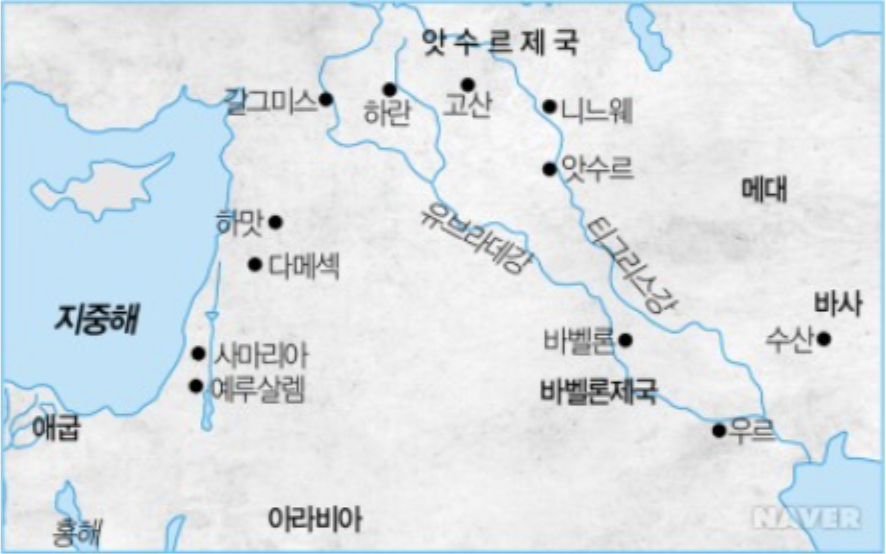 앗수르제국
갈그미스
하란
고산
니느웨
앗수르
메대
하맛
유브라데강
티그리스강
다메섹
지중해
바사
사마리아
바벨론
수산
예루살렘
바벨론제국
애굽
우르
아라비아
홍해
NAVER